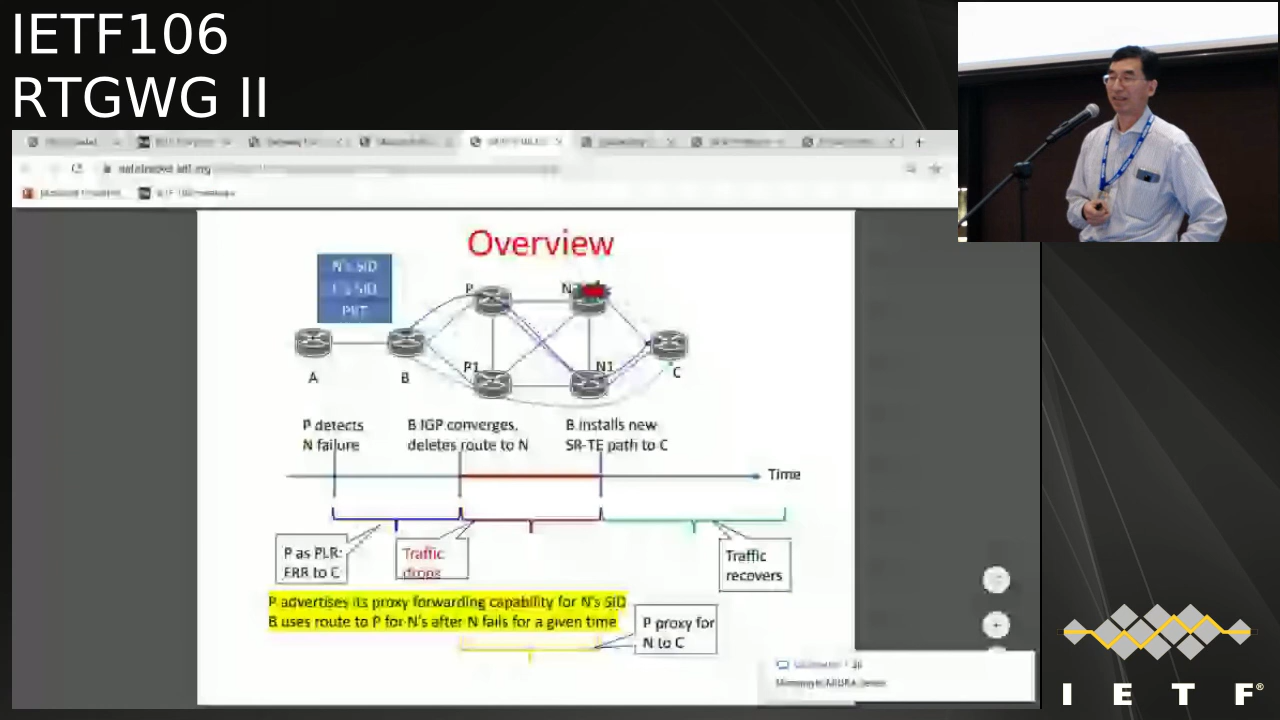 IETF106
RTGWG II
Overview
N's SID
C's SID
PKT
P
N
P1
N1
A
B
C
P detects
N failure
B IGP converges,
deletes route to N
B installs new
SR-TE path to C
Time
P as PLR:
FRR to C
Traffic
drops
Traffic
recovers
P advertises its proxy forwarding capability for N's SID
B uses route to P for N's after N fails for a given time
P proxy for
N to C
I E T F®